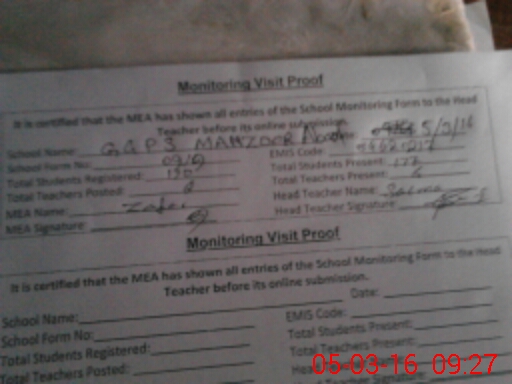 Monitoring Visit Proof
It is certified that the MEA has shown all entries of the School Monitoring Form to the Head
Teacher before its online submission. 5/3/16
School Name: GGPS MANZOOR
School Form No: EMIS Code:
Total Students Registered: 130 Total Students Present: 122
Total Teachers Posted: Total Teachers Present:
MEA Name: Head Teacher Name:
MEA Signature: Head Teacher Signature:
Monitoring Visit Proof
It is certified that the MEA has shown all entries of the School Monitoring Form to the Head
Teacher before its online submission.
Date:
School Name:
School Form No: EMIS Code:
Total Students Registered: Total Students Present:
Total Teachers Posted: Total Teachers Present:
05-03-16 09:27